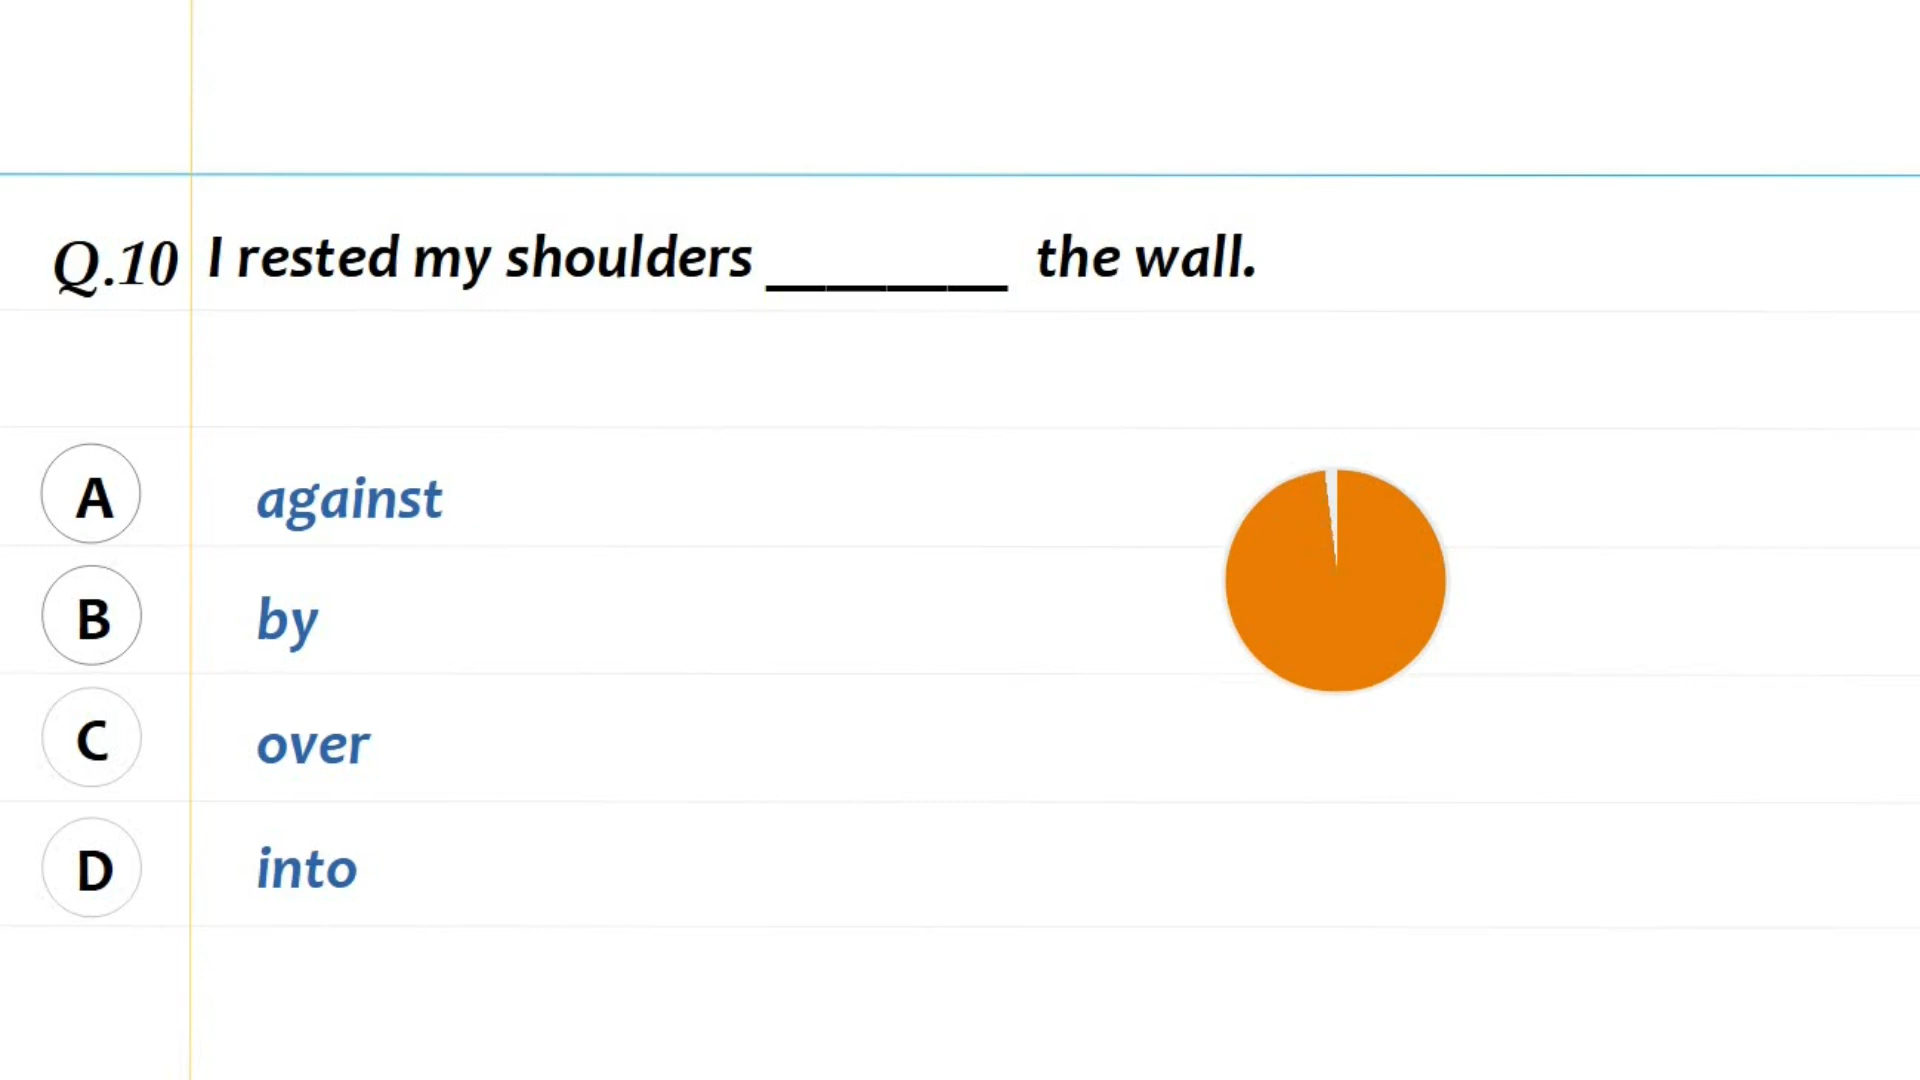 Q.10 I rested my shoulders ________ the wall.
A against
B by
C over
D into